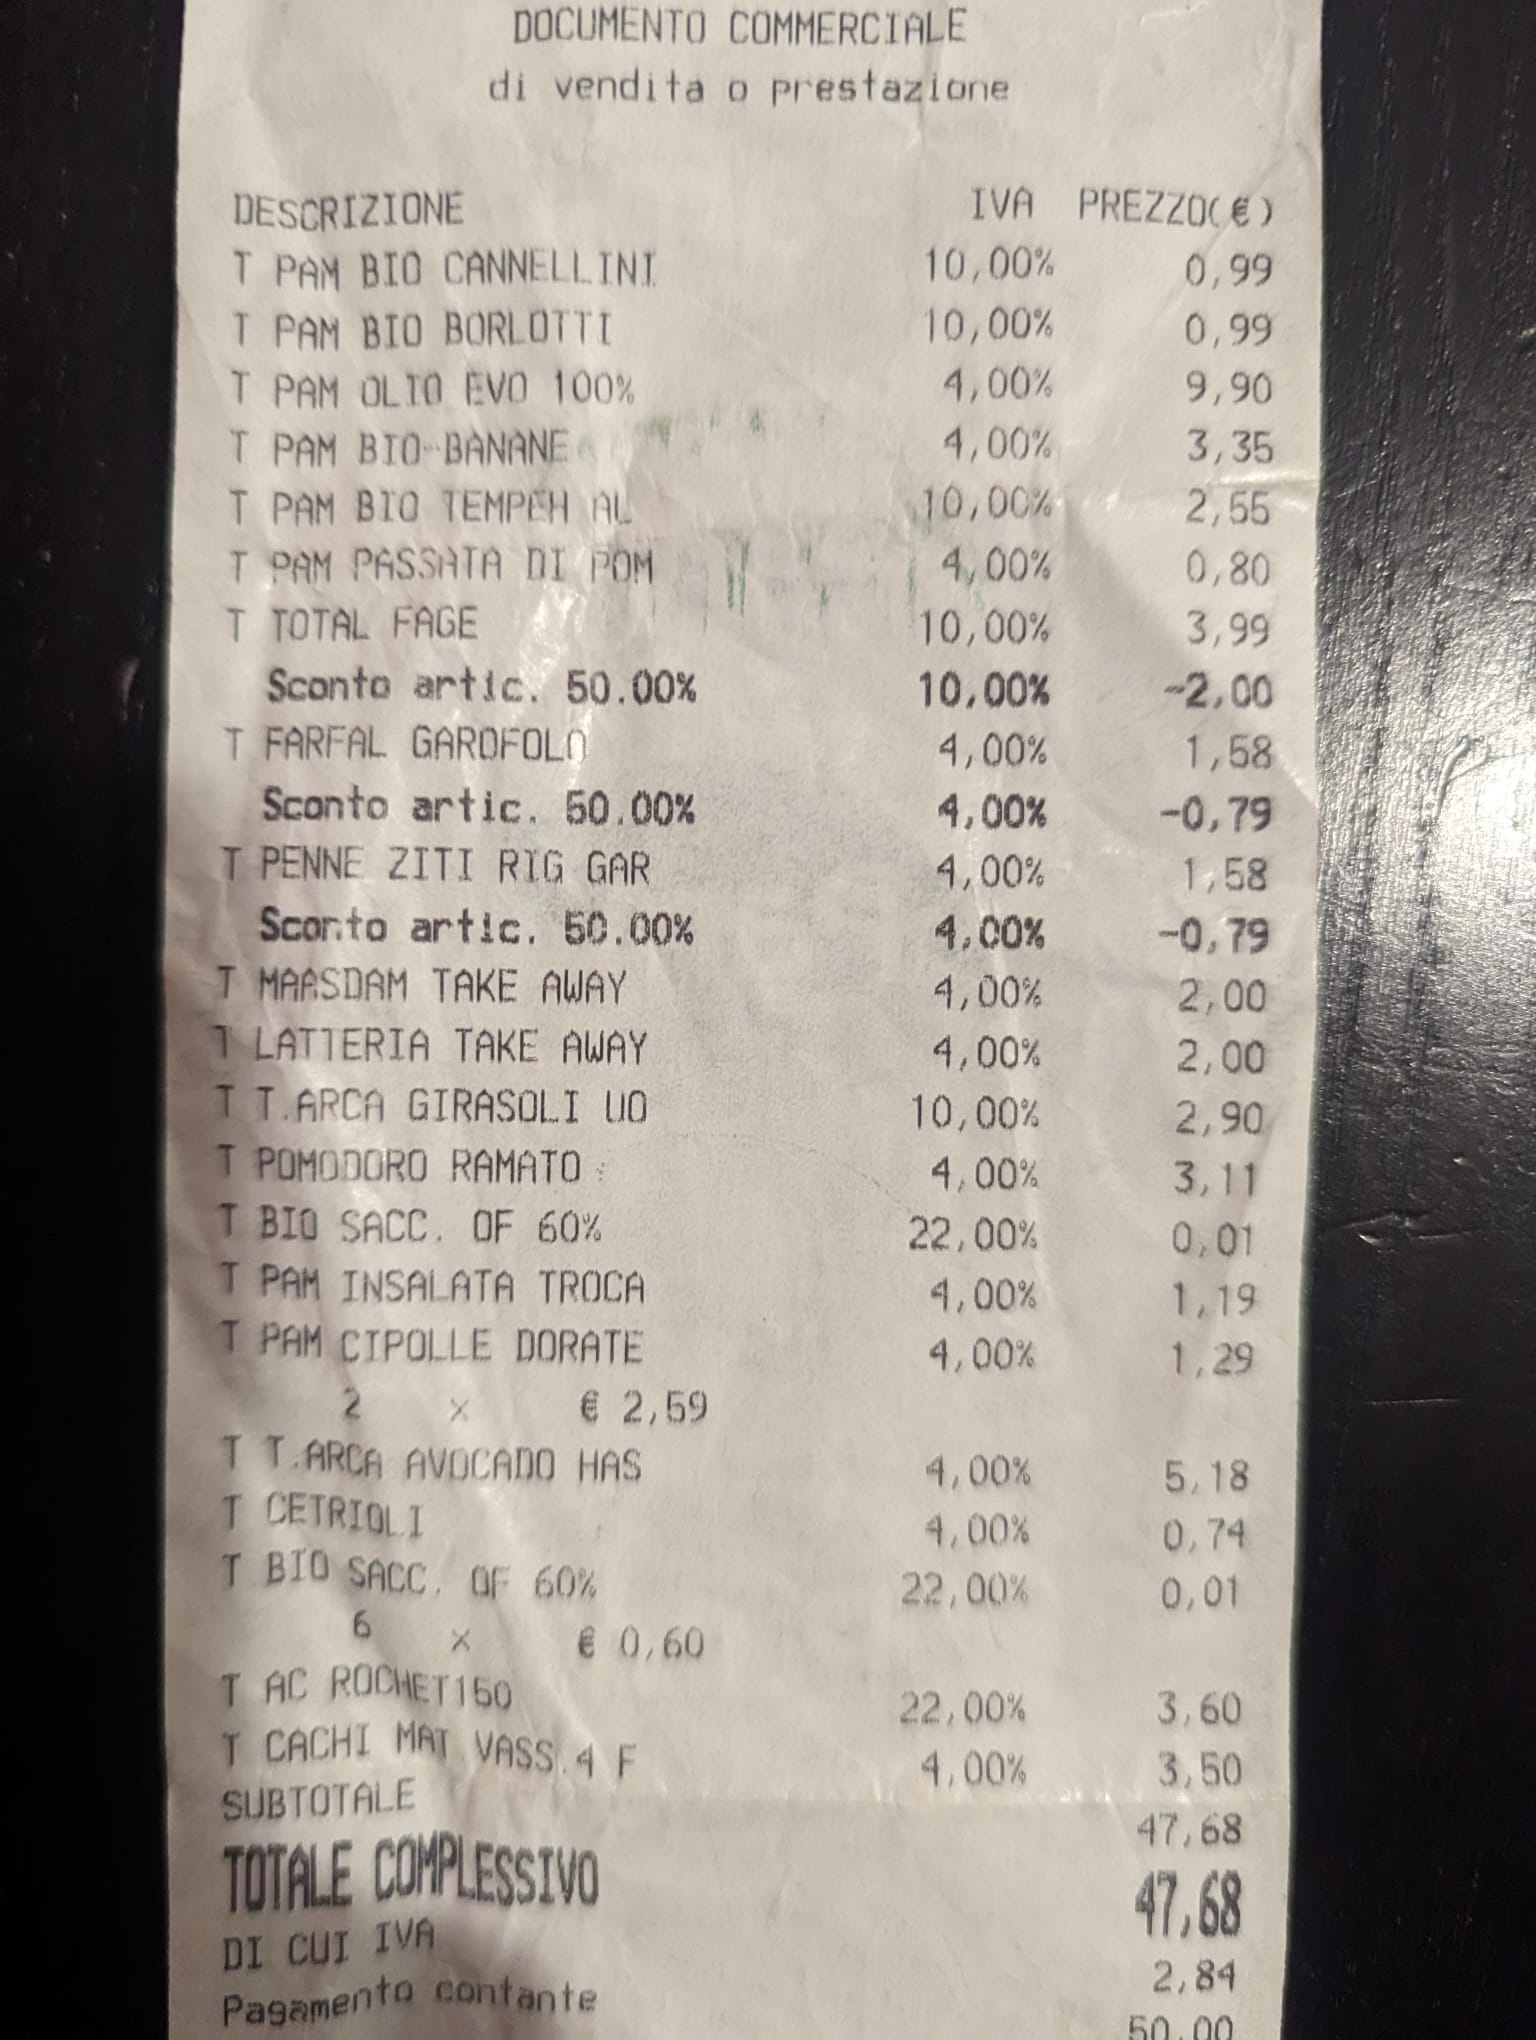 DOCUMENTO COMMERCIALE
di vendita o prestazione
DESCRIZIONE IVA PREZZO(€)
T PAM BIO CANNELLINI 10,00% 0,99
T PAM BIO BORLOTTI 10,00% 0,99
T PAM OLIO EVO 100% 4,00% 9,90
T PAM BIO-BANANE 4,00% 3,35
T PAM BIO TEMPEH AL 10,00% 2,55
T PAM PASSATA DI POM 4,00% 0,80
T TOTAL FAGE 10,00% 3,99
Sconto artic. 50.00% 10,00% -2,00
T FARFAL GAROFOLO 4,00% 1,58
Sconto artic. 50.00% 4,00% -0,79
T PENNE ZITI RIG GAR 4,00% 1,58
Sconto artic. 50.00% 4,00% -0,79
T MAASDAM TAKE AWAY 4,00% 2,00
T LATTERIA TAKE AWAY 4,00% 2,00
T T.ARCA GIRASOLI UO 10,00% 2,90
T POMODORO RAMATO 4,00% 3,11
T BIO SACC. OF 60% 22,00% 0,01
T PAM INSALATA TROCA 4,00% 1,19
T PAM CIPOLLE DORATE 4,00% 1,29
2 x € 2,59
T T.ARCA AVOCADO HAS 4,00% 5,18
T CETRIOLI 4,00% 0,74
T BIO SACC. OF 60% 22,00% 0,01
6 x € 0,60
T AC ROCHET150 22,00% 3,60
T CACHI MAT VASS.4 F 4,00% 3,50
SUBTOTALE 47,68
TOTALE COMPLESSIVO 47,68
DI CUI IVA 2,84
Pagamento contante 50,00